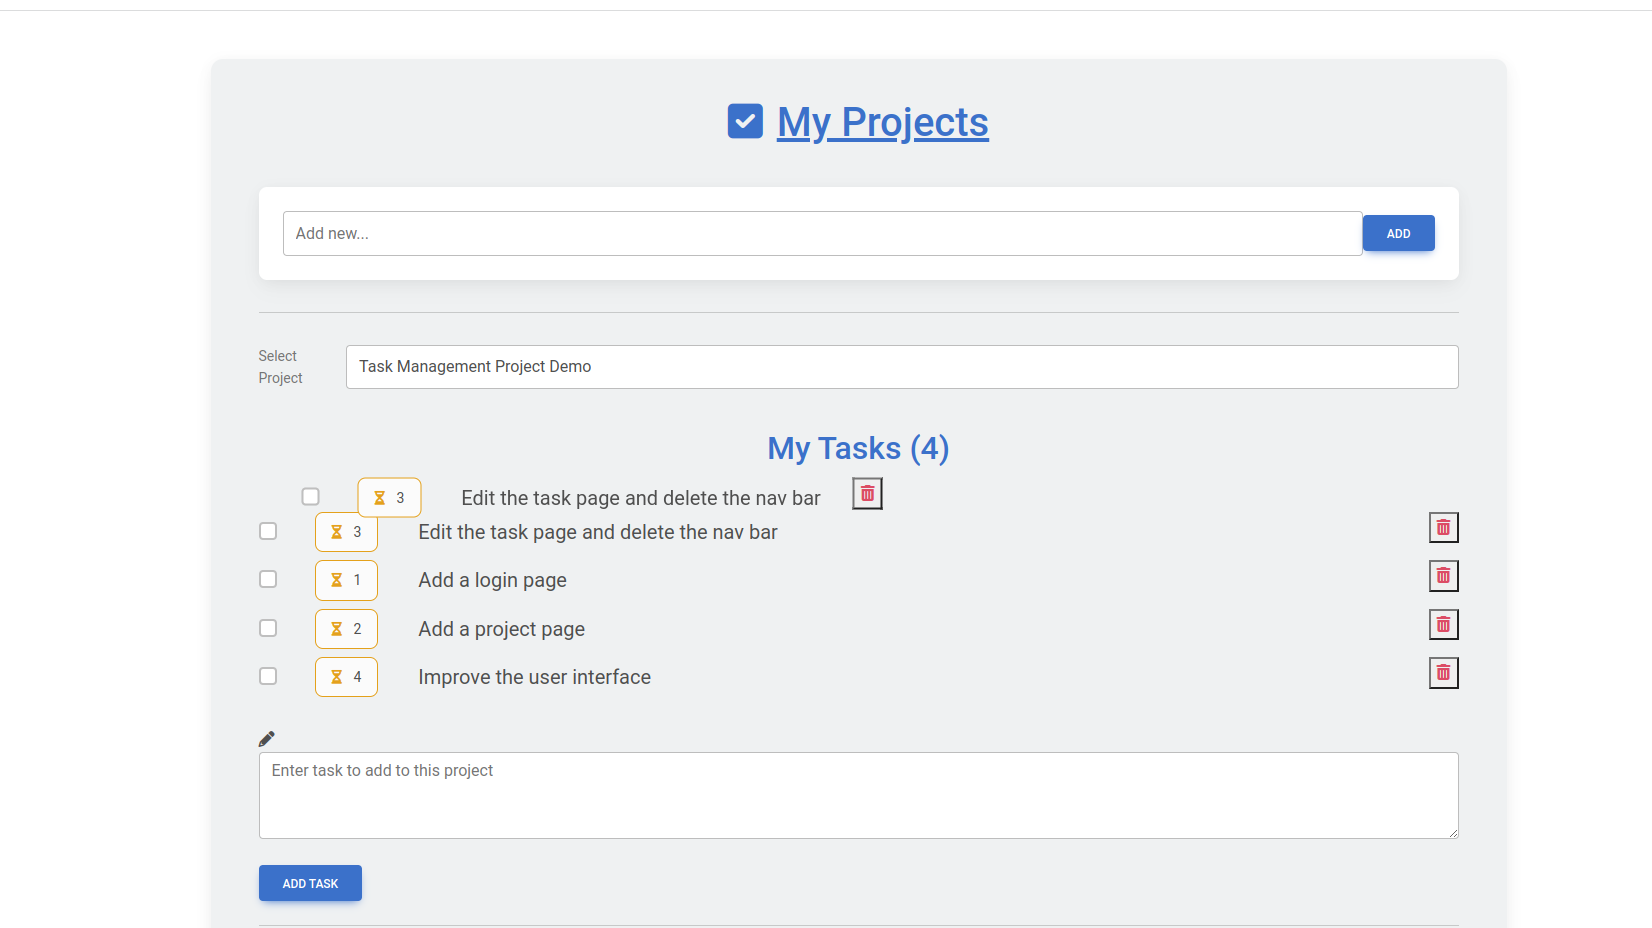 My Projects
Add new...
ADD
Select
Project
Task Management Project Demo
My Tasks (4)
3 Edit the task page and delete the nav bar
3 Edit the task page and delete the nav bar
1 Add a login page
2 Add a project page
4 Improve the user interface
Enter task to add to this project
ADD TASK